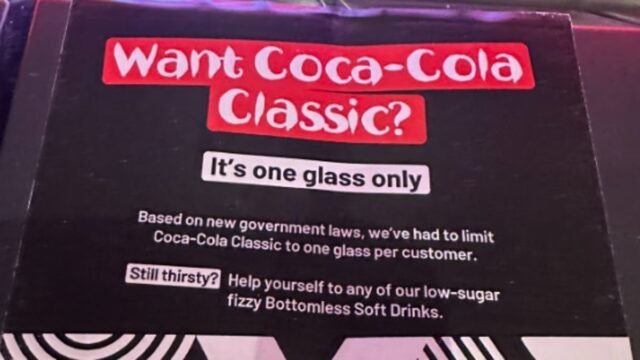 Want Coca-Cola
Classic?
It's one glass only
Based on new government laws, we've had to limit
Coca-Cola Classic to one glass per customer.
Still thirsty? Help yourself to any of our low-sugar
fizzy Bottomless Soft Drinks.